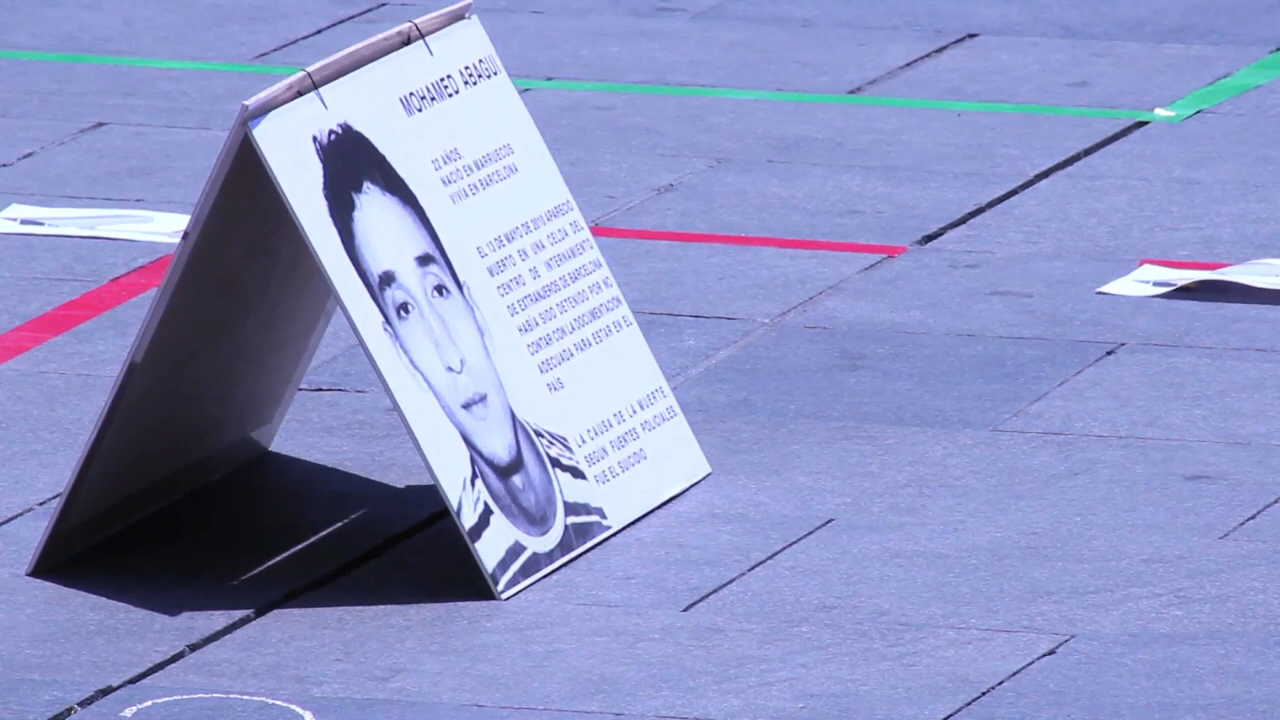 MOHAMED ABAGUI
22 AÑOS,
NACIÓ EN MARRUECOS
VIVÍA EN BARCELONA
EL 13 DE MAYO DE 2010 APARECIÓ
MUERTO EN UNA CELDA DEL
CENTRO DE INTERNAMIENTO
DE EXTRANJEROS DE BARCELONA
HABÍA SIDO DETENIDO POR NO
CONTAR CON LA DOCUMENTACIÓN
ADECUADA PARA ESTAR EN EL
PAÍS
LA CAUSA DE LA MUERTE,
SEGÚN FUENTES POLICIALES,
FUE EL SUICIDIO